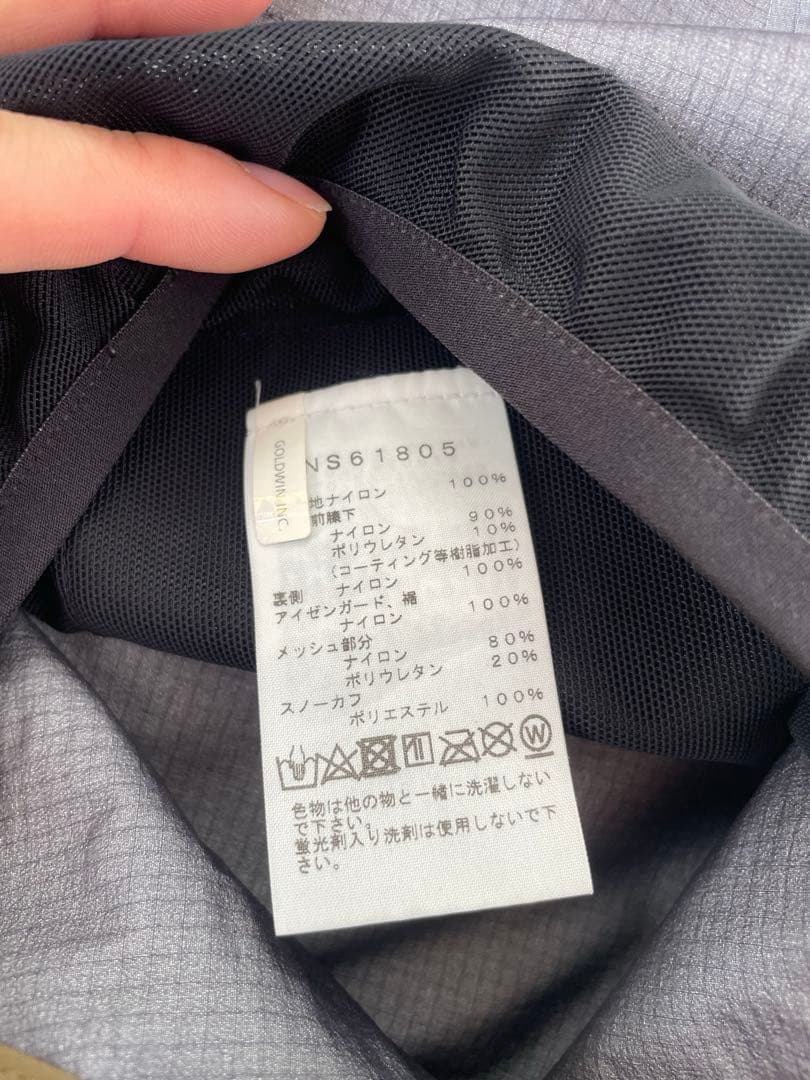 GOLDWIN INC.
NS61805
地ナイロン 100%
前膝下
ナイロン 90%
ポリウレタン 10%
(コーティング等樹脂加工)
裏側 ナイロン 100%
アイゼンガード、裾
ナイロン 100%
メッシュ部分
ナイロン 80%
ポリウレタン 20%
スノーカフ
ポリエステル 100%
W
色物は他の物と一緒に洗濯しない
で下さい。
蛍光剤入り洗剤は使用しないで下
さい。